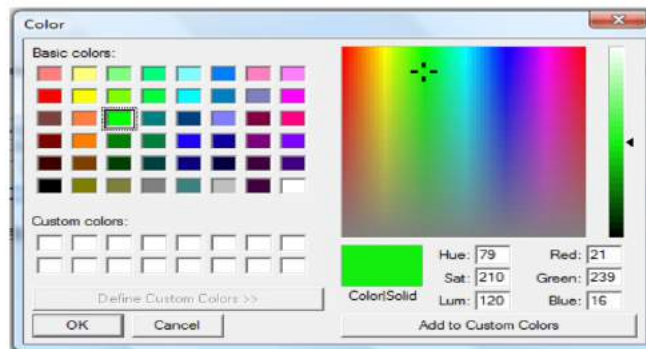 Color
Basic colors:
Custom colors:
Define Custom Colors >>
OK Cancel
Color|Solid
Hue: 79 Red: 21
Sat: 210 Green: 239
Lum: 120 Blue: 16
Add to Custom Colors